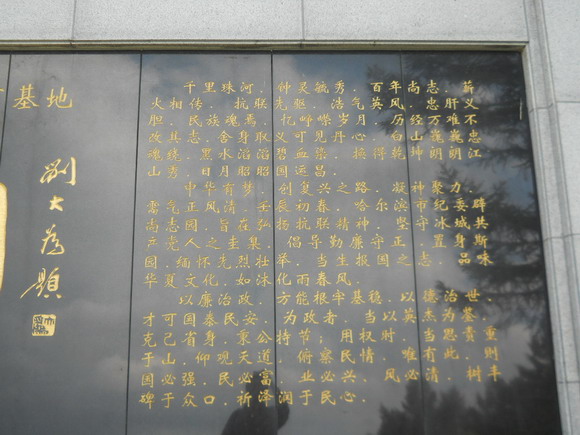 基地
刘大为题
千里珠河，钟灵毓秀，百年尚志，薪
火相传，抗联先驱，浩气英风，忠肝义
胆，民族魂焉，忆峥嵘岁月，历经万难不
改其志，舍身取义可见丹心，白山巍巍忠
魂绕，黑水滔滔碧血荣，换得乾坤朗朗江
山秀，日月昭昭国运昌。
中华有梦，创复兴之路，凝神聚力，
需气正风清，壬辰初春，哈尔滨市纪委辟
尚志园，旨在弘扬抗联精神，坚守冰城共
产党人之圭臬，倡导勤廉守正，置身斯
园，缅怀先烈壮举，当生报国之志，品味
华夏文化，如沐化雨春风。
以廉治政，方能根牢基稳，以德治世，
才可国泰民安，为政者，当以英杰为鉴，
克己省身，秉公持节；用权时，当思责重
于山，仰观天道，俯察民情，唯有此，则
国必强，民必富，业必兴，风必清，树丰
碑于众口，祈泽润于民心。